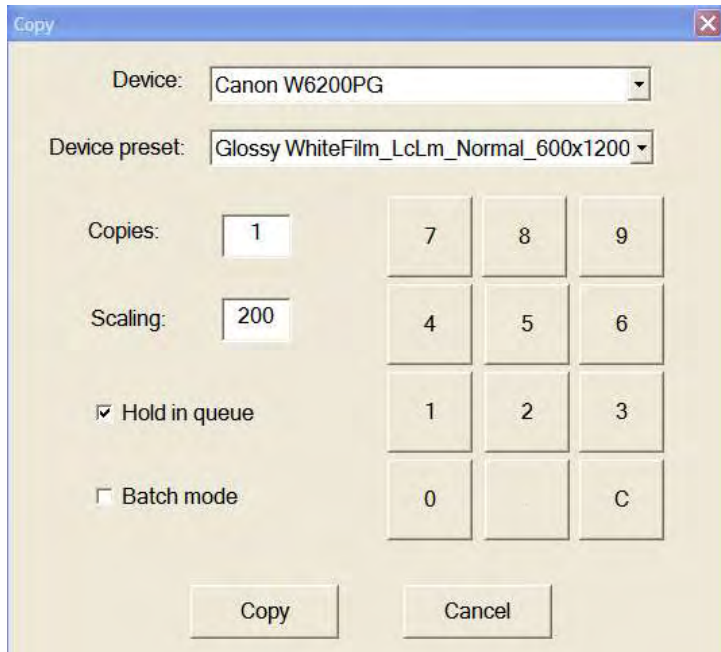 Copy
Device: Canon W6200PG
Device preset: Glossy WhiteFilm_LcLm_Normal_600x1200
Copies: 1
7 8 9
Scaling: 200
4 5 6
Hold in queue
1 2 3
Batch mode
0 . C
Copy Cancel